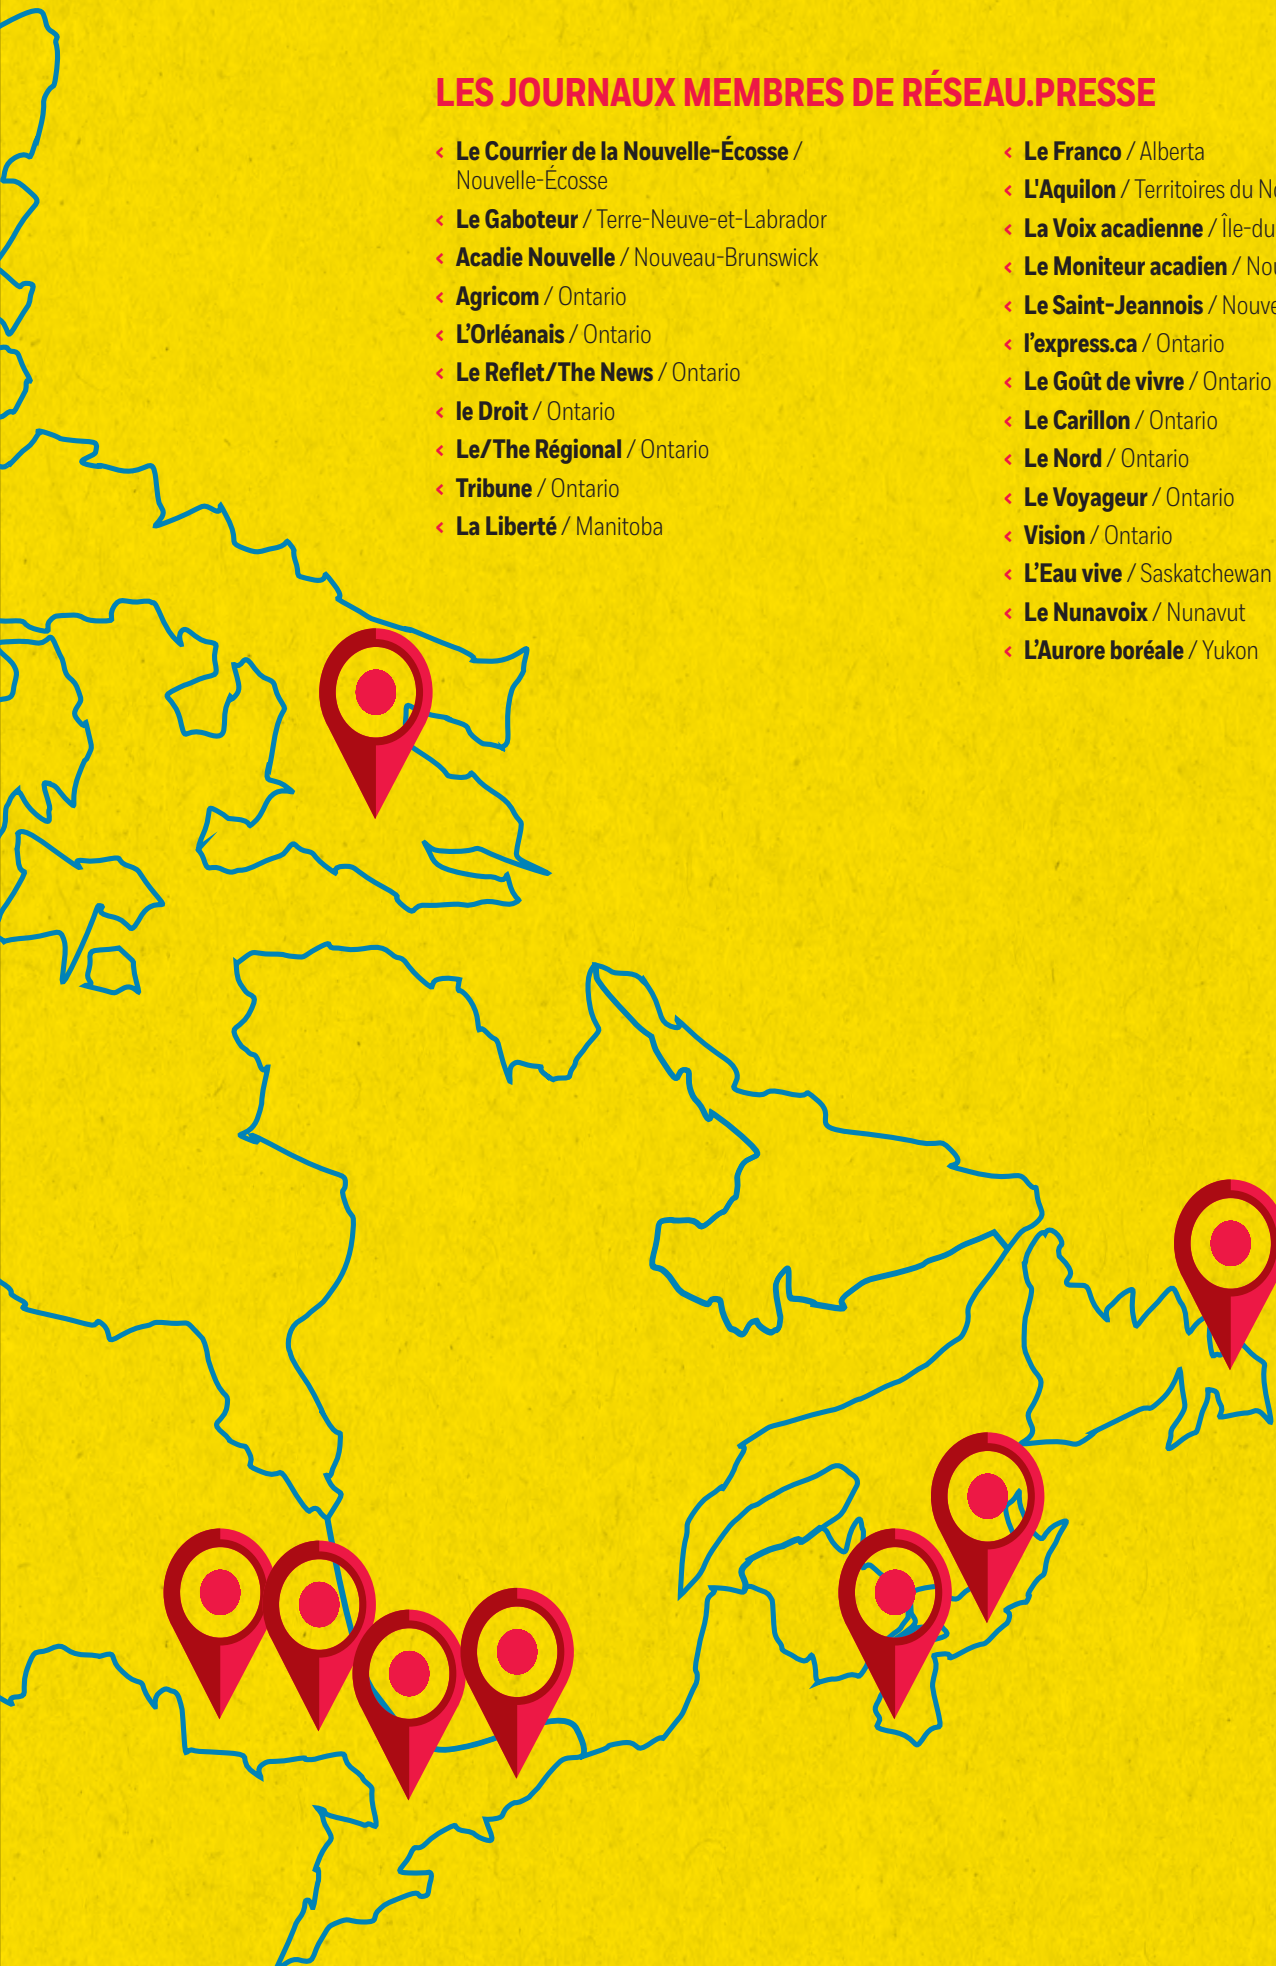 LES JOURNAUX MEMBRES DE RÉSEAU.PRESSE
‹ Le Courrier de la Nouvelle-Écosse /
Nouvelle-Écosse
‹ Le Gaboteur / Terre-Neuve-et-Labrador
‹ Acadie Nouvelle / Nouveau-Brunswick
‹ Agricom / Ontario
‹ L’Orléanais / Ontario
‹ Le Reflet/The News / Ontario
‹ le Droit / Ontario
‹ Le/The Régional / Ontario
‹ Tribune / Ontario
‹ La Liberté / Manitoba
‹ Le Franco / Alberta
‹ L'Aquilon / Territoires du
‹ La Voix acadienne / Île-du
‹ Le Moniteur acadien /
‹ Le Saint-Jeannois /
‹ l’express.ca / Ontario
‹ Le Goût de vivre / Ontario
‹ Le Carillon / Ontario
‹ Le Nord / Ontario
‹ Le Voyageur / Ontario
‹ Vision / Ontario
‹ L’Eau vive / Saskatchewan
‹ Le Nunavoix / Nunavut
‹ L’Aurore boréale / Yukon